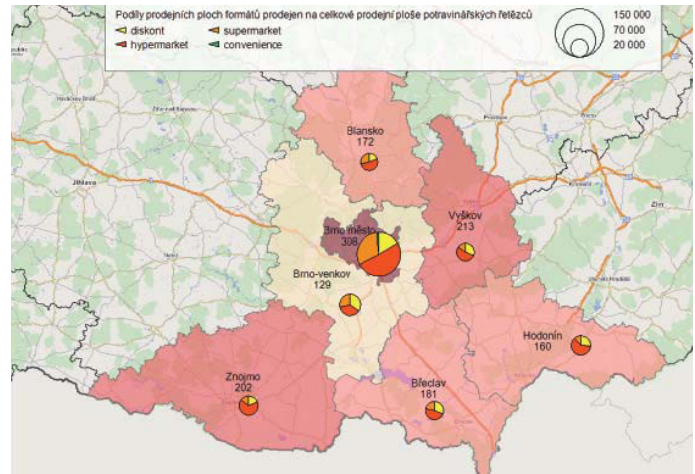 Podíly prodejních ploch formátů prodejen na celkové prodejní ploše potravinářských řetězců
diskont
supermarket
hypermarket
convenience
150 000
70 000
20 000
Blansko
172
Jihlava
Vyškov
213
Brno město
308
Brno-venkov
129
Hodonín
160
Znojmo
202
Břeclav
181